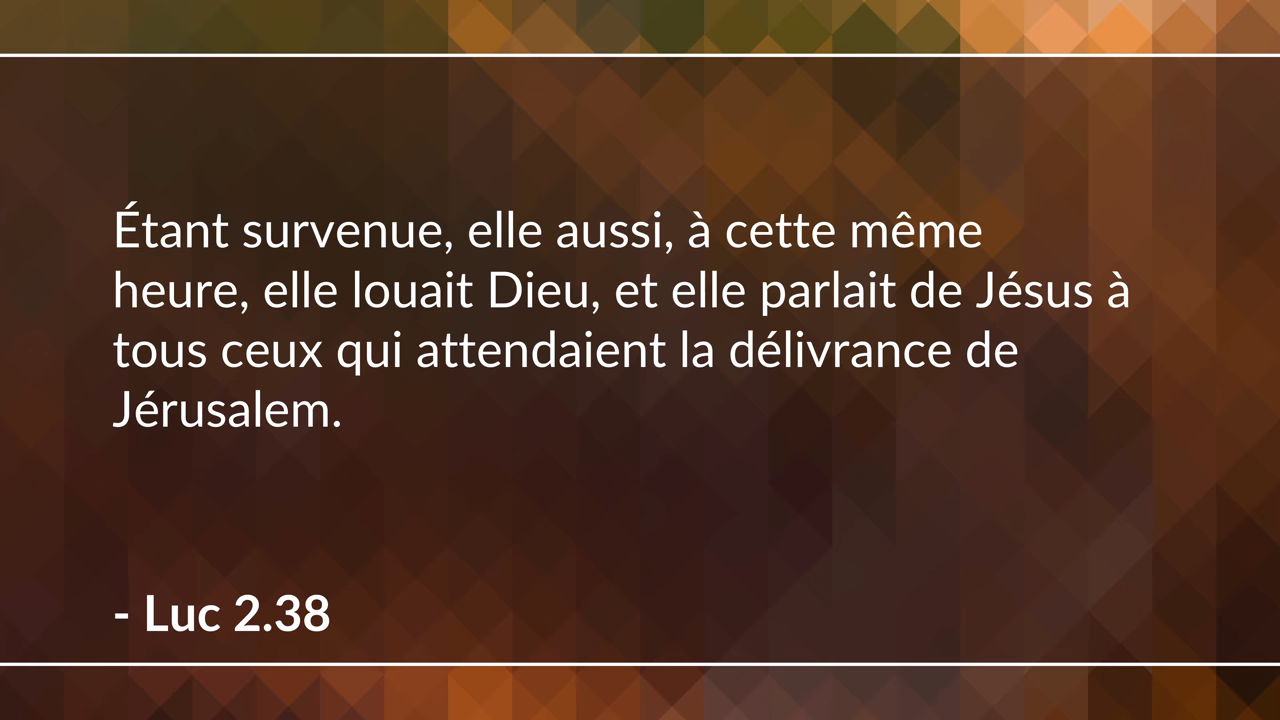 Étant survenue, elle aussi, à cette même
heure, elle louait Dieu, et elle parlait de Jésus à
tous ceux qui attendaient la délivrance de
Jérusalem.
- Luc 2.38